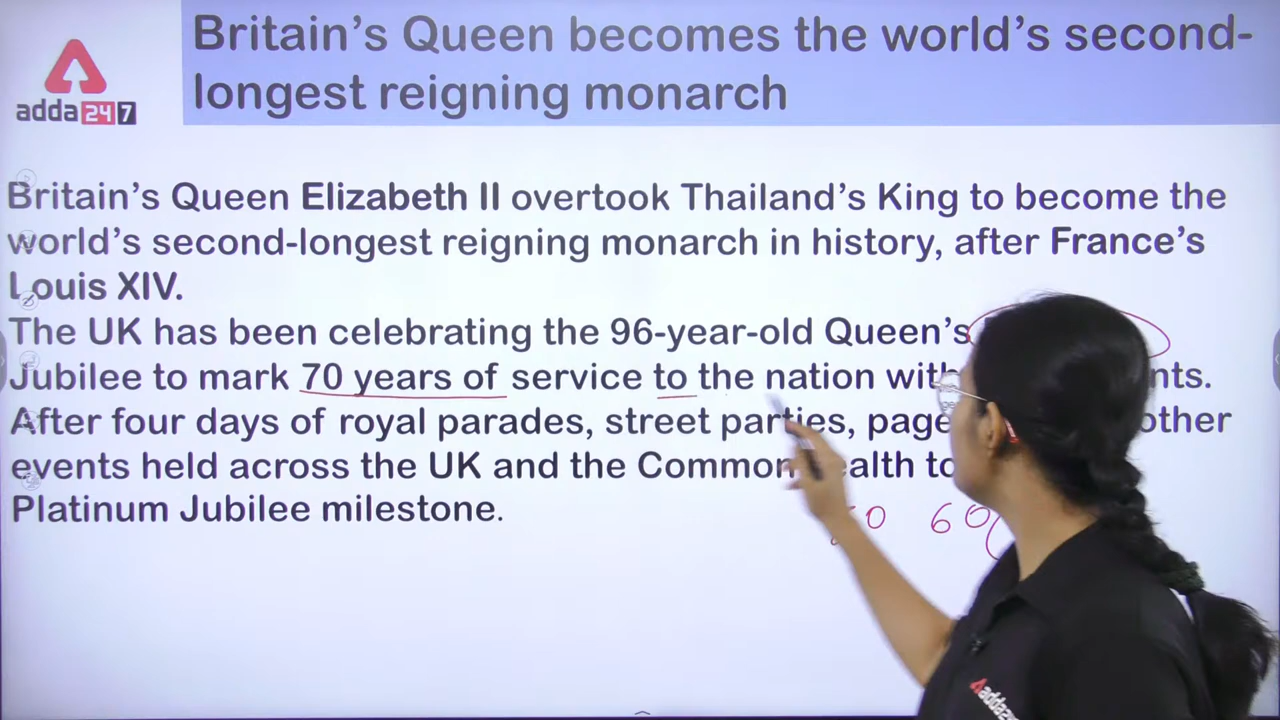 Britain's Queen becomes the world's second-
longest reigning monarch
adda247
Britain's Queen Elizabeth II overtook Thailand's King to become the
world's second-longest reigning monarch in history, after France's
Louis XIV.
The UK has been celebrating the 96-year-old Queen's
Jubilee to mark 70 years of service to the nation
After four days of royal parades, street parties, other
events held across the UK and the
Platinum Jubilee milestone.
60